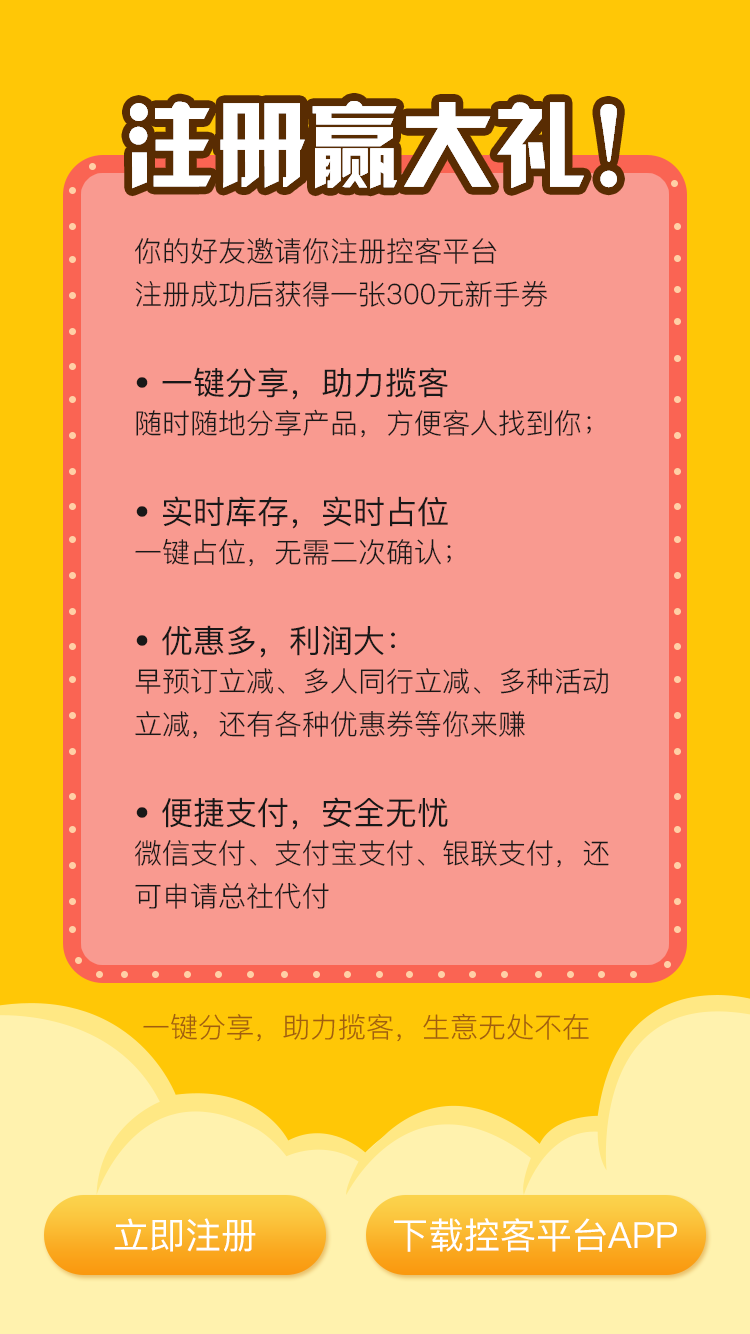 注册赢大礼！
你的好友邀请你注册控客平台
注册成功后获得一张300元新手券
• 一键分享，助力揽客
随时随地分享产品，方便客人找到你；
• 实时库存，实时占位
一键占位，无需二次确认；
• 优惠多，利润大：
早预订立减、多人同行立减、多种活动
立减，还有各种优惠券等你来赚
• 便捷支付，安全无忧
微信支付、支付宝支付、银联支付，还
可申请总社代付
一键分享，助力揽客，生意无处不在
立即注册
下载控客平台APP